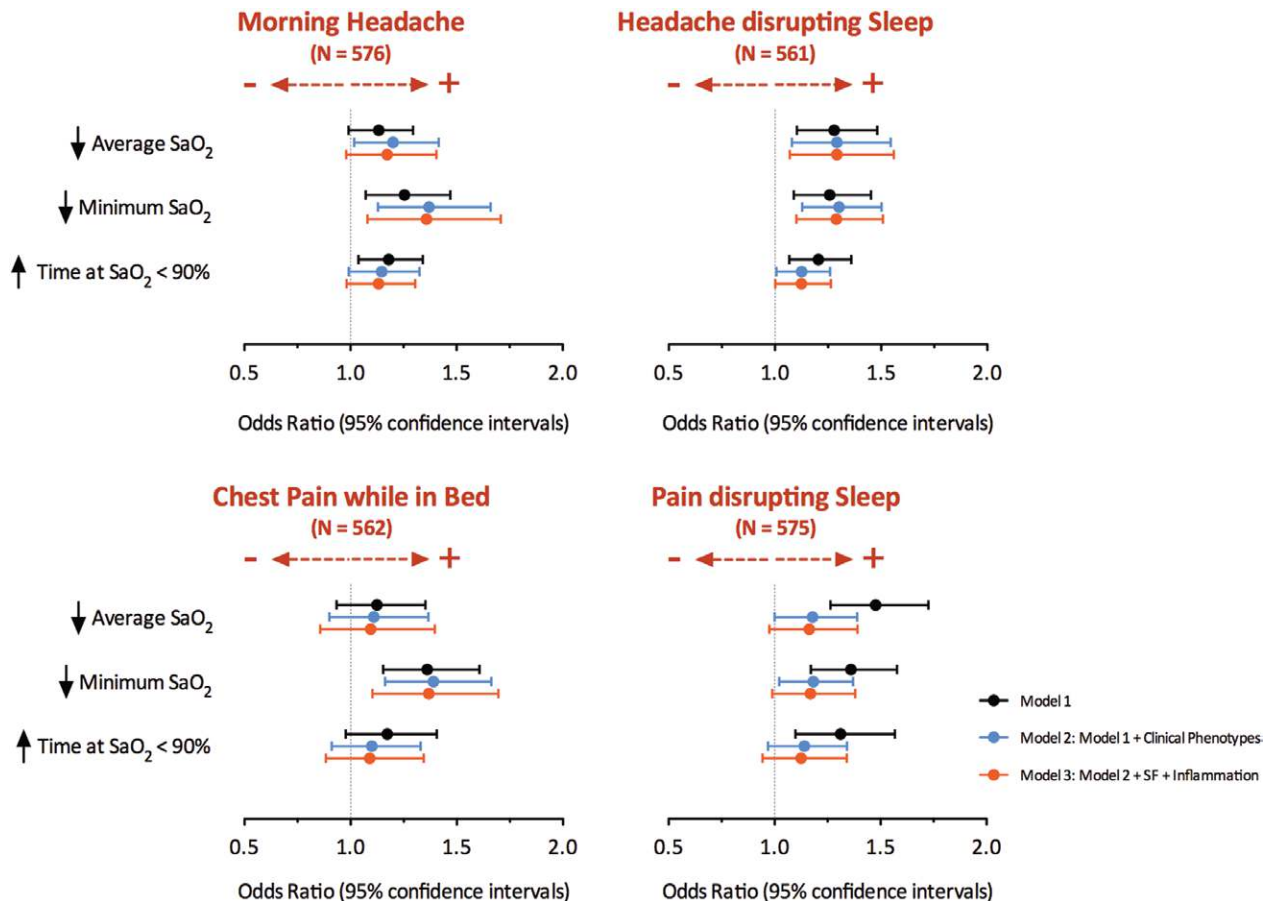 Morning Headache
(N = 576)
- +
↓ Average SaO₂
↓ Minimum SaO₂
↑ Time at SaO₂ < 90%
0.5 1.0 1.5 2.0
Odds Ratio (95% confidence intervals)
Headache disrupting Sleep
(N = 561)
- +
0.5 1.0 1.5 2.0
Odds Ratio (95% confidence intervals)
Chest Pain while in Bed
(N = 562)
- +
↓ Average SaO₂
↓ Minimum SaO₂
↑ Time at SaO₂ < 90%
0.5 1.0 1.5 2.0
Odds Ratio (95% confidence intervals)
Pain disrupting Sleep
(N = 575)
- +
0.5 1.0 1.5 2.0
Odds Ratio (95% confidence intervals)
Model 1
Model 2: Model 1 + Clinical Phenotypes
Model 3: Model 2 + SF + Inflammation